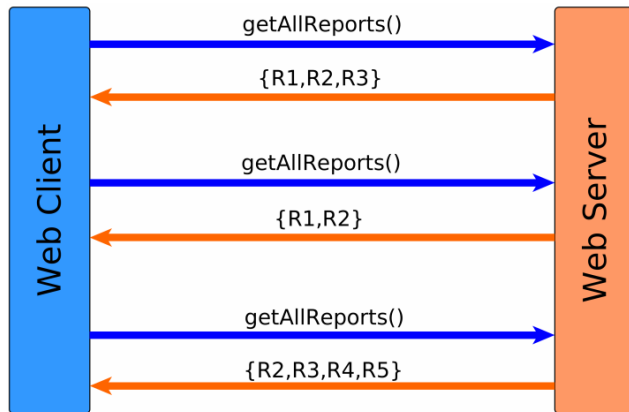 getAllReports()
{R1,R2,R3}
getAllReports()
{R1,R2}
getAllReports()
{R2,R3,R4,R5}
Web Client
Web Server